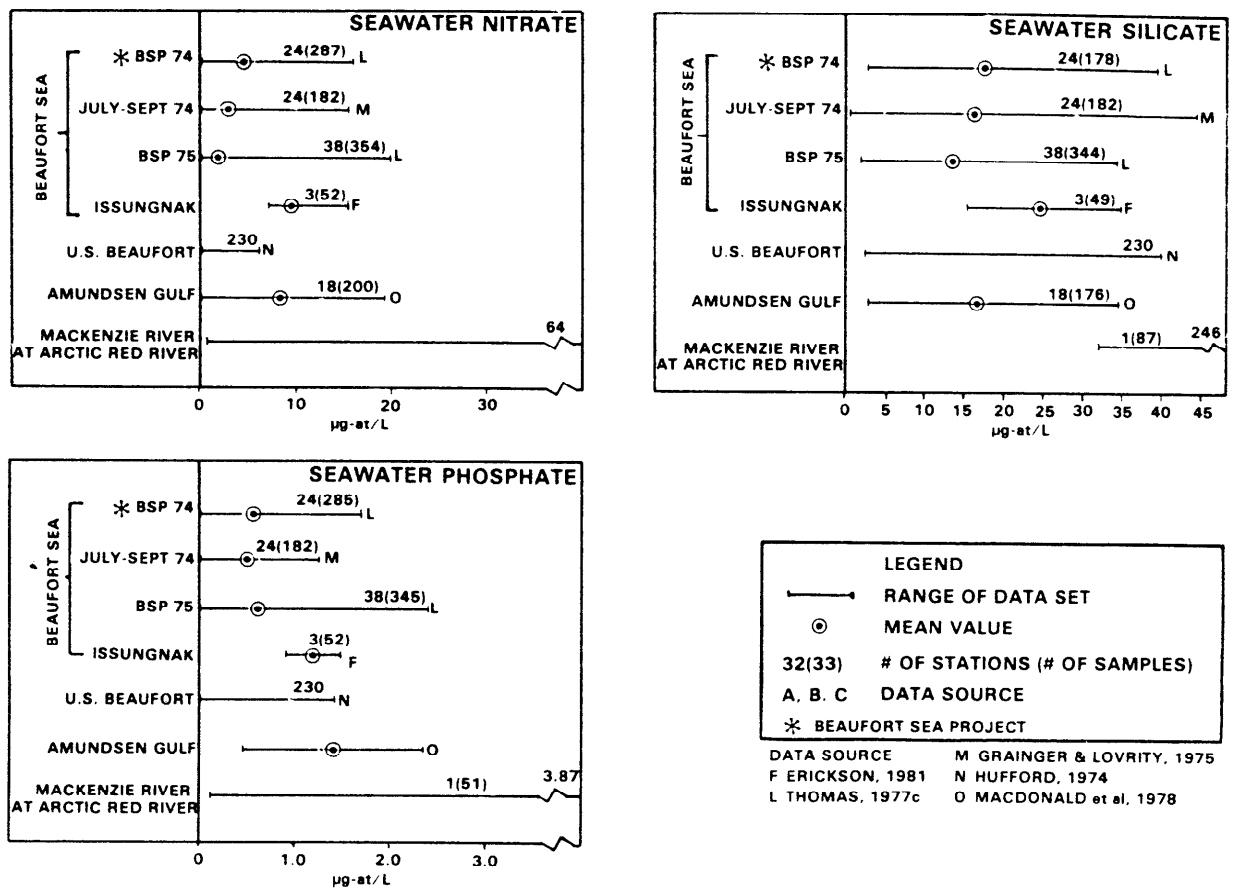 SEAWATER NITRATE
BEAUFORT SEA
* BSP 74
24(287) L
JULY-SEPT 74
24(182) M
BSP 75
38(354) L
ISSUNGNAK
3(52) F
U.S. BEAUFORT
230 N
AMUNDSEN GULF
18(200) O
MACKENZIE RIVER
AT ARCTIC RED RIVER
64
0 10 20 30
µg-at/L
SEAWATER SILICATE
BEAUFORT SEA
* BSP 74
24(178) L
JULY-SEPT 74
24(182) M
BSP 75
38(344) L
ISSUNGNAK
3(49) F
U.S. BEAUFORT
230 N
AMUNDSEN GULF
18(176) O
MACKENZIE RIVER
AT ARCTIC RED RIVER
1(87) 246
0 5 10 15 20 25 30 35 40 45
µg-at/L
SEAWATER PHOSPHATE
BEAUFORT SEA
* BSP 74
24(285) L
JULY-SEPT 74
24(182) M
BSP 75
38(345) L
ISSUNGNAK
3(52) F
U.S. BEAUFORT
230 N
AMUNDSEN GULF
O
MACKENZIE RIVER
AT ARCTIC RED RIVER
1(51) 3.87
0 1.0 2.0 3.0
µg-at/L
LEGEND
RANGE OF DATA SET
MEAN VALUE
32(33) # OF STATIONS (# OF SAMPLES)
A, B. C DATA SOURCE
* BEAUFORT SEA PROJECT
DATA SOURCE M GRAINGER & LOVRITY, 1975
F ERICKSON, 1981 N HUFFORD, 1974
L THOMAS, 1977c O MACDONALD et al, 1978